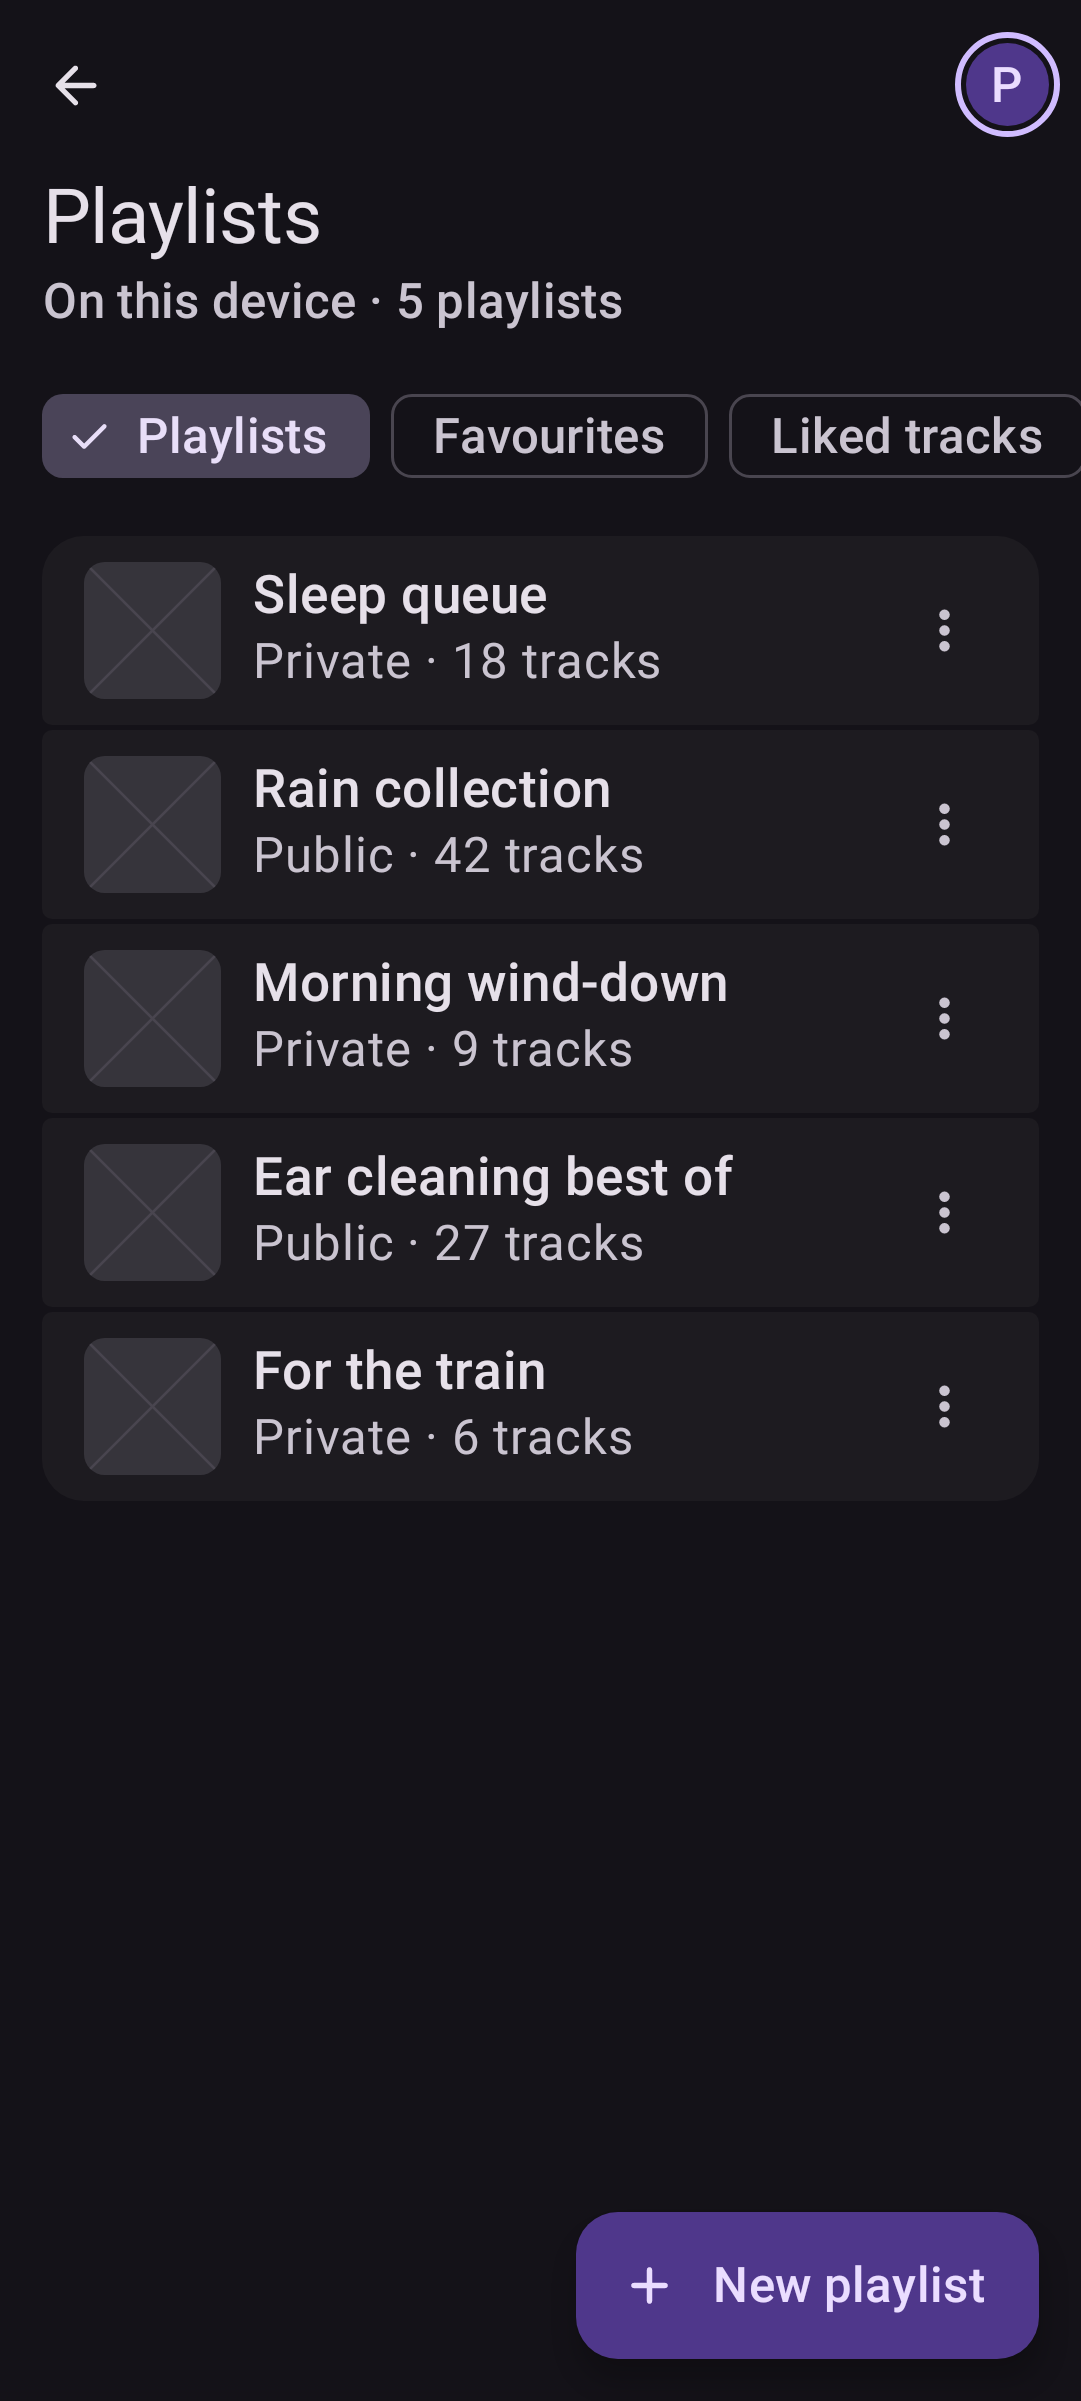 P
Playlists
On this device · 5 playlists
Playlists
Favourites
Liked tracks
Sleep queue
Private · 18 tracks
Rain collection
Public · 42 tracks
Morning wind-down
Private · 9 tracks
Ear cleaning best of
Public · 27 tracks
For the train
Private · 6 tracks
New playlist